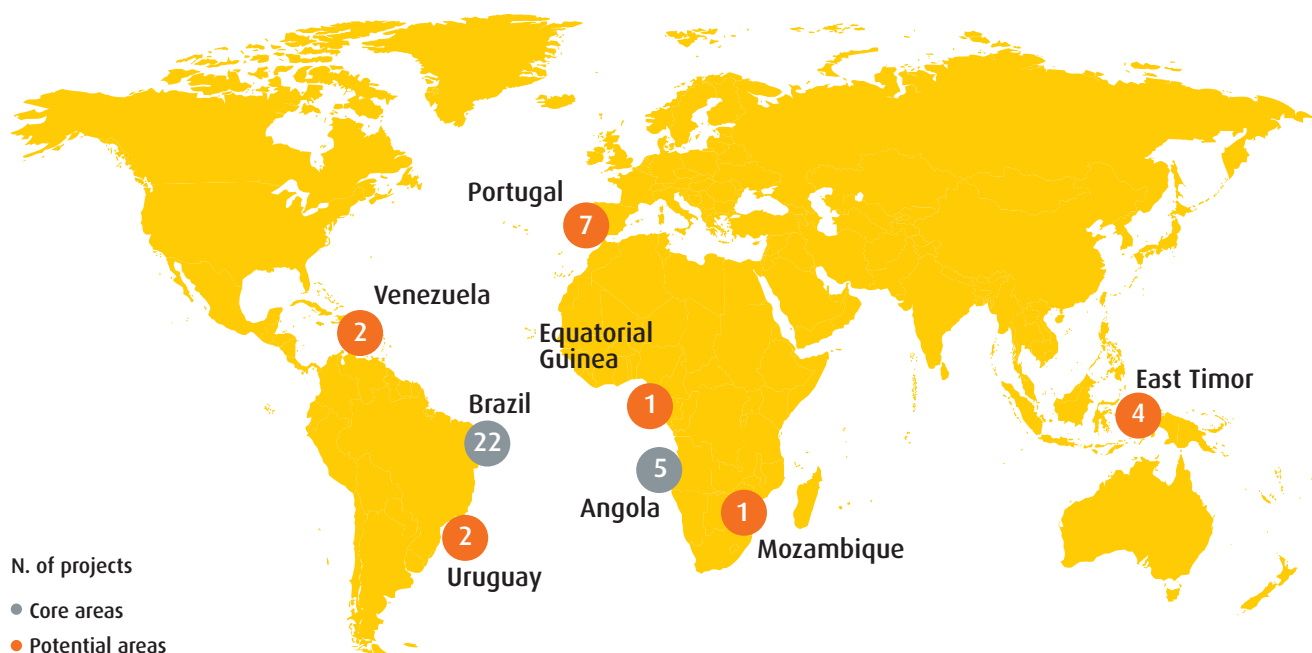 Portugal
7
Venezuela
2
Equatorial
Guinea
1
East Timor
4
Brazil
22
5
Angola
1
Mozambique
2
Uruguay
N. of projects
Core areas
Potential areas